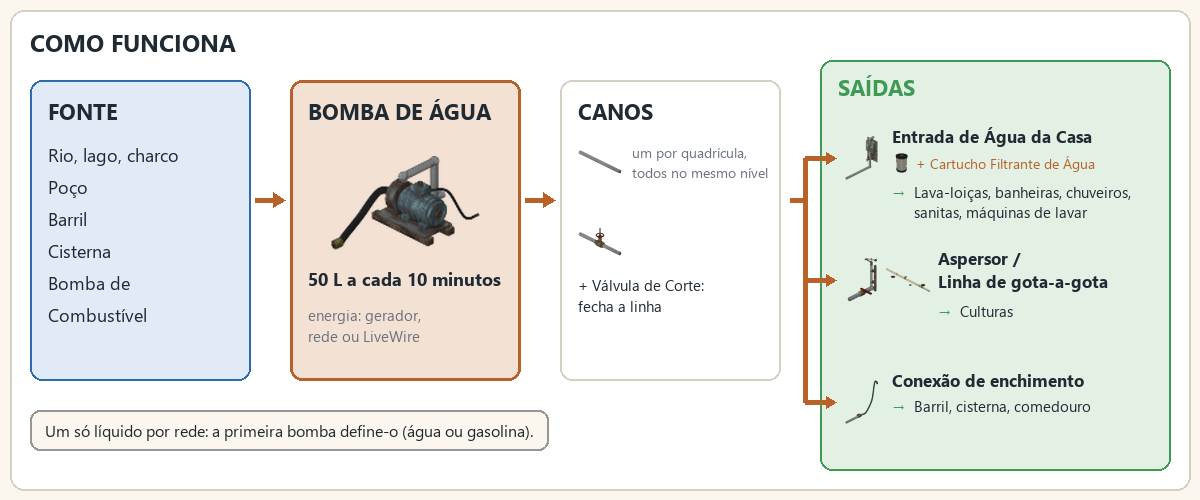 COMO FUNCIONA
FONTE
Rio, lago, charco
Poço
Barril
Cisterna
Bomba de
Combustível
BOMBA DE ÁGUA
50 L a cada 10 minutos
energia: gerador,
rede ou LiveWire
CANOS
um por quadrícula,
todos no mesmo nível
+ Válvula de Corte:
fecha a linha
SAÍDAS
Entrada de Água da Casa
+ Cartucho Filtrante de Água
→ Lava-loiças, banheiras, chuveiros,
sanitas, máquinas de lavar
Aspersor /
Linha de gota-a-gota
→ Culturas
Conexão de enchimento
→ Barril, cisterna, comedouro
Um só líquido por rede: a primeira bomba define-o (água ou gasolina).